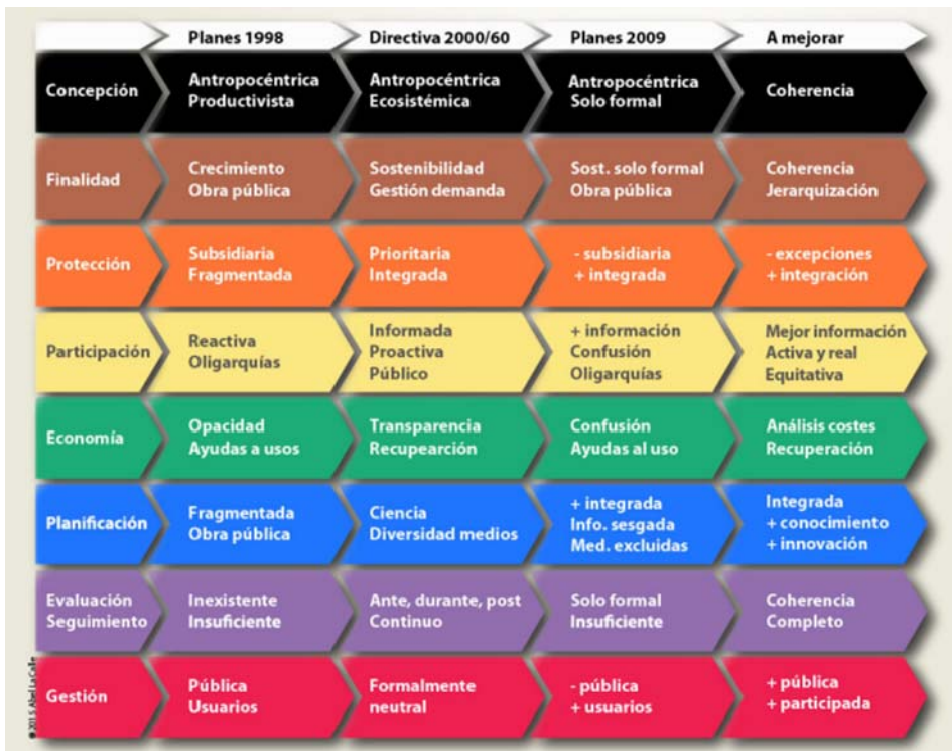 Planes 1998
Directiva 2000/60
Planes 2009
A mejorar
Concepción
Antropocéntrica
Productivista
Antropocéntrica
Ecosistémica
Antropocéntrica
Solo formal
Coherencia
Finalidad
Crecimiento
Obra pública
Sostenibilidad
Gestión demanda
Sost. solo formal
Obra pública
Coherencia
Jerarquización
Protección
Subsidiaria
Fragmentada
Prioritaria
Integrada
- subsidiaria
+ integrada
- excepciones
+ integración
Participación
Reactiva
Oligarquías
Informada
Proactiva
Público
+ información
Confusión
Oligarquías
Mejor información
Activa y real
Equitativa
Economía
Opacidad
Ayudas a usos
Transparencia
Recupearción
Confusión
Ayudas al uso
Análisis costes
Recuperación
Planificación
Fragmentada
Obra pública
Ciencia
Diversidad medios
+ integrada
Info. sesgada
Med. excluidas
Integrada
+ conocimiento
+ innovación
Evaluación
Seguimiento
Inexistente
Insuficiente
Ante, durante, post
Continuo
Solo formal
Insuficiente
Coherencia
Completo
Gestión
Pública
Usuarios
Formalmente
neutral
- pública
+ usuarios
+ pública
+ participada
©2015 Abel LaCalle